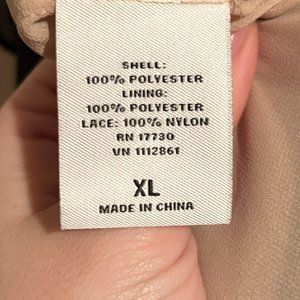 SHELL:
100% POLYESTER
LINING:
100% POLYESTER
LACE: 100% NYLON
RN 17730
VN 1112861
XL
MADE IN CHINA